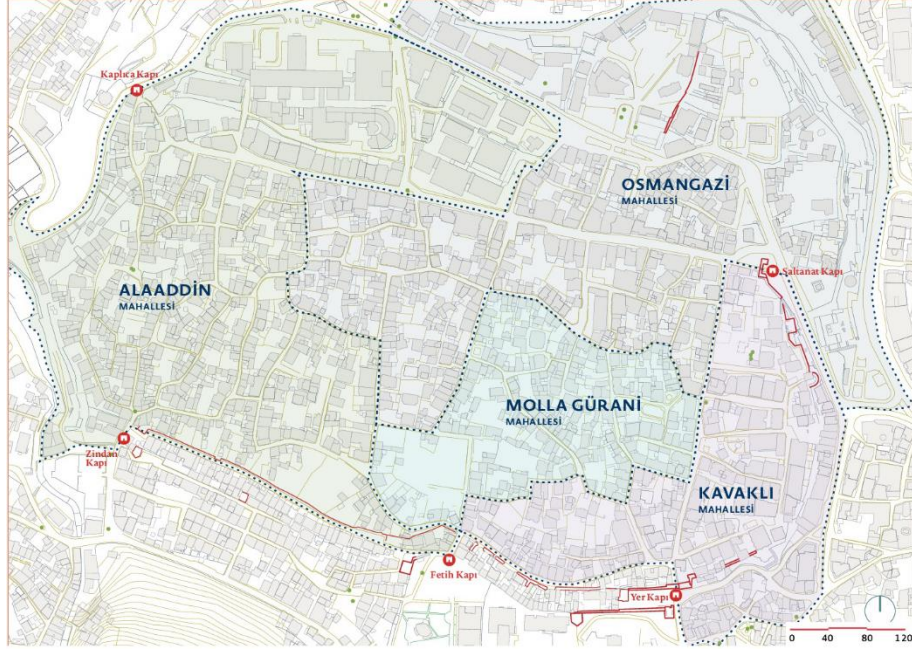 Kaplıca Kapı
OSMANGAZİ
MAHALLESİ
Saltanat Kapı
ALAADDİN
MAHALLESİ
MOLLA GÜRANİ
MAHALLESİ
Zindan
Kapı
KAVAKLI
MAHALLESİ
Fetih Kapı
Yer Kapı
0 40 80 120